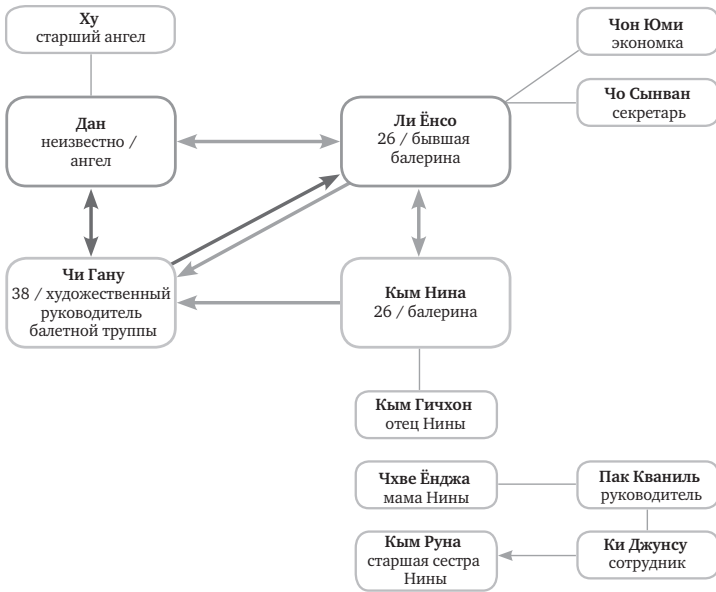 Ху
старший ангел
Чон Юми
экономка
Чо Сынван
секретарь
Дан
неизвестно /
ангел
Ли Ёнсо
26 / бывшая
балерина
Чи Гану
38 / художественный
руководитель
балетной труппы
Кым Нина
26 / балерина
Кым Гичхон
отец Нины
Чхве Ёнджа
мама Нины
Пак Кваниль
руководитель
Кым Руна
старшая сестра
Нины
Ки Джунсу
сотрудник